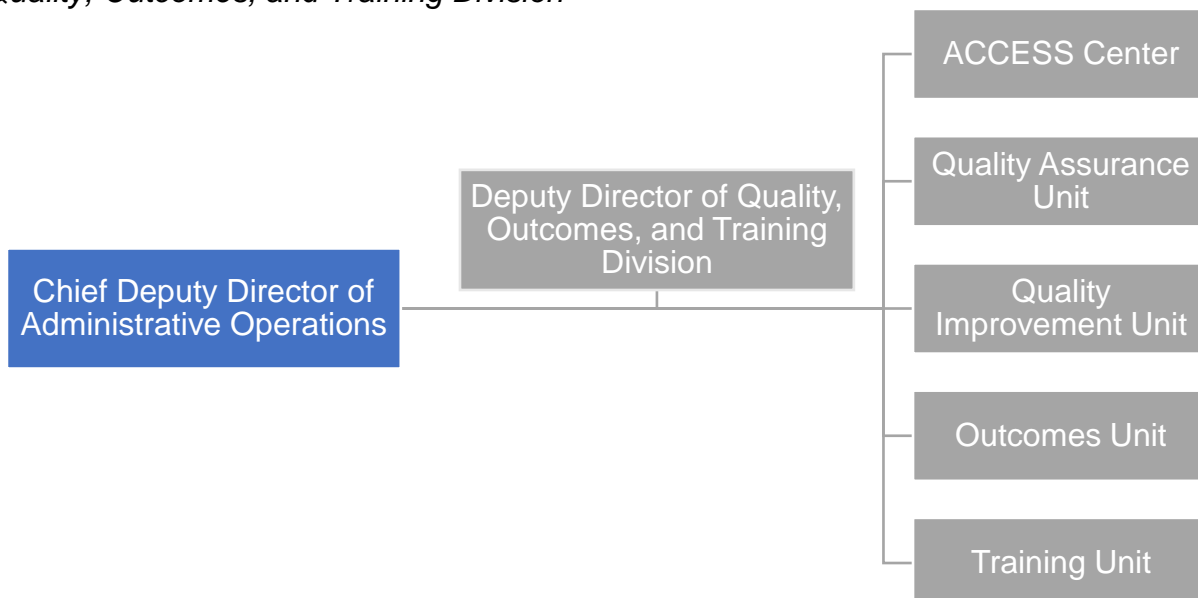 Quality, Outcomes, and Training Division
ACCESS Center
Quality Assurance
Unit
Deputy Director of Quality,
Outcomes, and Training
Division
Chief Deputy Director of
Administrative Operations
Quality
Improvement Unit
Outcomes Unit
Training Unit